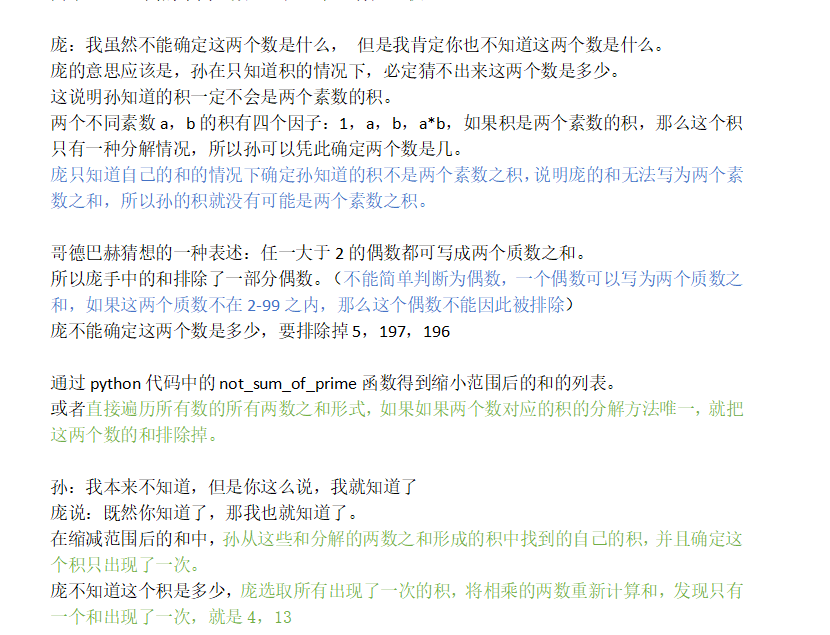 庞：我虽然不能确定这两个数是什么， 但是我肯定你也不知道这两个数是什么。
庞的意思应该是，孙在只知道积的情况下，必定猜不出来这两个数是多少。
这说明孙知道的积一定不会是两个素数的积。
两个不同素数 a，b 的积有四个因子：1，a，b，a*b，如果积是两个素数的积，那么这个积
只有一种分解情况，所以孙可以凭此确定两个数是几。
庞只知道自己的和的情况下确定孙知道的积不是两个素数之积，说明庞的和无法写为两个素
数之和，所以孙的积就没有可能是两个素数之积。
哥德巴赫猜想的一种表述：任一大于 2 的偶数都可写成两个质数之和。
所以庞手中的和排除了一部分偶数。（不能简单判断为偶数，一个偶数可以写为两个质数之
和，如果这两个质数不在 2-99 之内，那么这个偶数不能因此被排除）
庞不能确定这两个数是多少，要排除掉 5，197，196
通过 python 代码中的 not_sum_of_prime 函数得到缩小范围后的和的列表。
或者直接遍历所有数的所有两数之和形式，如果如果两个数对应的积的分解方法唯一，就把
这两个数的和排除掉。
孙：我本来不知道，但是你这么说，我就知道了
庞说：既然你知道了，那我也就知道了。
在缩减范围后的和中，孙从这些和分解的两数之和形成的积中找到的自己的积，并且确定这
个积只出现了一次。
庞不知道这个积是多少，庞选取所有出现了一次的积，将相乘的两数重新计算和，发现只有
一个和出现了一次，就是 4，13